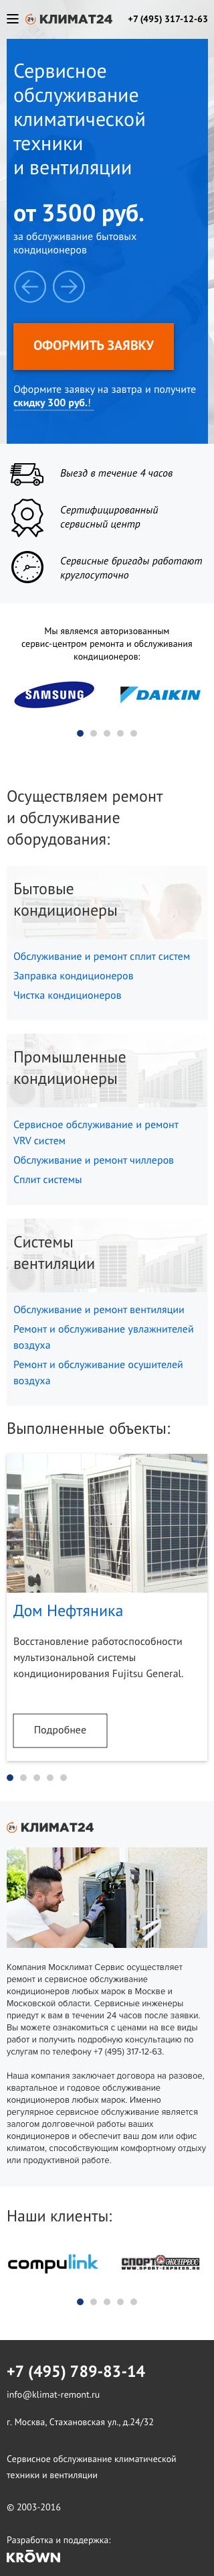 КЛИМАТ24
+7 (495) 317-12-63
Сервисное
обслуживание
климатической
техники
и вентиляции
от 3500 руб.
за обслуживание бытовых
кондиционеров
ОФОРМИТЬ ЗАЯВКУ
Оформите заявку на завтра и получите
скидку 300 руб.!
Выезд в течение 4 часов
Сертифицированный
сервисный центр
Сервисные бригады работают
круглосуточно
Мы являемся авторизованным
сервис-центром ремонта и обслуживания
кондиционеров:
SAMSUNG
DAIKIN
Осуществляем ремонт
и обслуживание
оборудования:
Бытовые
кондиционеры
Обслуживание и ремонт сплит систем
Заправка кондиционеров
Чистка кондиционеров
Промышленные
кондиционеры
Сервисное обслуживание и ремонт
VRV систем
Обслуживание и ремонт чиллеров
Сплит системы
Системы
вентиляции
Обслуживание и ремонт вентиляции
Ремонт и обслуживание увлажнителей
воздуха
Ремонт и обслуживание осушителей
воздуха
Выполненные объекты:
Дом Нефтяника
Восстановление работоспособности
мультизональной системы
кондиционирования Fujitsu General.
Подробнее
КЛИМАТ24
Компания Москлимат Сервис осуществляет
ремонт и сервисное обслуживание
кондиционеров любых марок в Москве и
Московской области. Сервисные инженеры
приедут к вам в течении 24 часов после заявки.
Вы можете ознакомиться с ценами на все виды
работ и получить подробную консультацию по
услугам по телефону +7 (495) 317-12-63.
Наша компания заключает договора на разовое,
квартальное и годовое обслуживание
кондиционеров любых марок. Именно
регулярное сервисное обслуживание является
залогом долговечной работы ваших
кондиционеров и обеспечит ваш дом или офис
климатом, способствующим комфортному отдыху
или продуктивной работе.
Наши клиенты:
compulink
СПОРТ ЭКСПРЕСС
WWW.SPORT-EXPRESS.RU
+7 (495) 789-83-14
info@klimat-remont.ru
г. Москва, Стахановская ул., д.24/32
Сервисное обслуживание климатической
техники и вентиляции
© 2003-2016
Разработка и поддержка:
KRÖWN